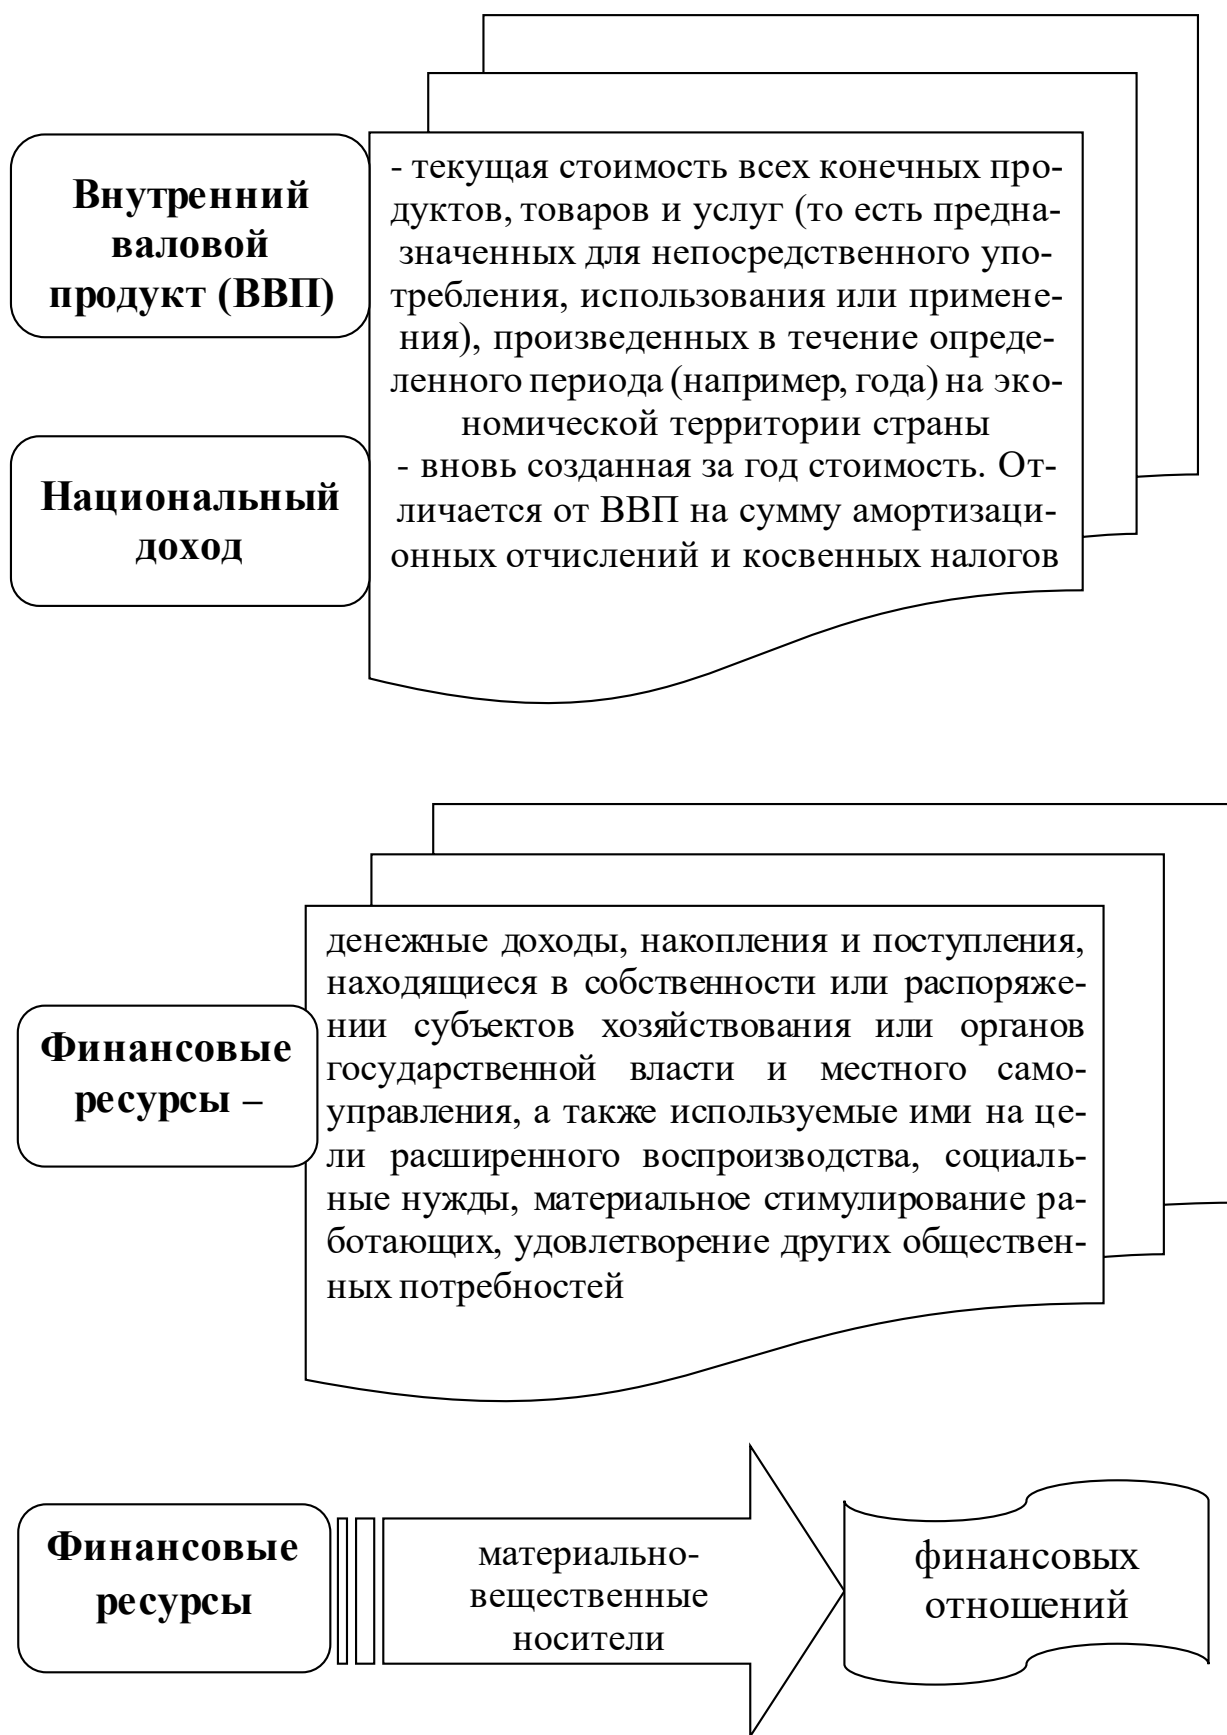 Внутренний
валовой
продукт (ВВП)
- текущая стоимость всех конечных про-
дуктов, товаров и услуг (то есть предна-
значенных для непосредственного упо-
требления, использования или примене-
ния), произведенных в течение опреде-
ленного периода (например, года) на эко-
номической территории страны
Национальный
доход
- вновь созданная за год стоимость. От-
личается от ВВП на сумму амортизаци-
онных отчислений и косвенных налогов
Финансовые
ресурсы –
денежные доходы, накопления и поступления,
находящиеся в собственности или распоряже-
нии субъектов хозяйствования или органов
государственной власти и местного само-
управления, а также используемые ими на це-
ли расширенного воспроизводства, социаль-
ные нужды, материальное стимулирование ра-
ботающих, удовлетворение других обществен-
ных потребностей
Финансовые
ресурсы
материально-
вещественные
носители
финансовых
отношений